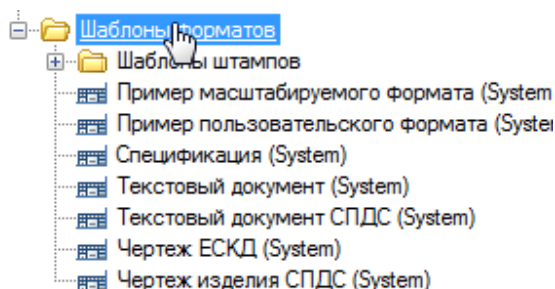 Шаблоны форматов
Шаблоны штампов
Пример масштабируемого формата (System
Пример пользовательского формата (System
Спецификация (System)
Текстовый документ (System)
Текстовый документ СПДС (System)
Чертеж ЕСКД (System)
Чертеж изделия СПДС (System)